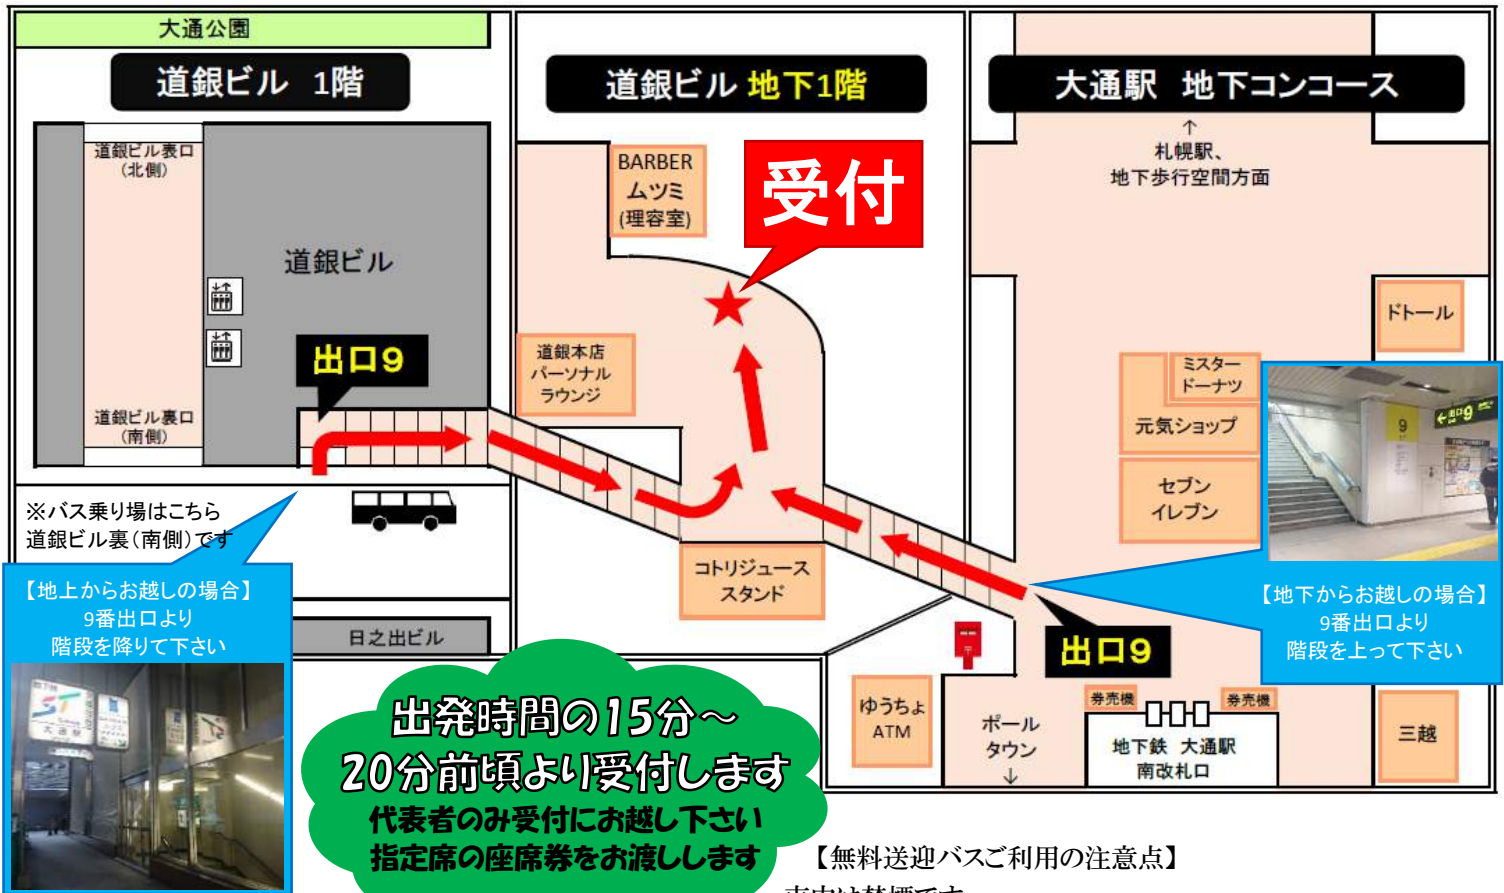 大通公園
道銀ビル 1階
道銀ビル表口
(北側)
道銀ビル
出口9
道銀ビル裏口
(南側)
※バス乗り場はこちら
道銀ビル裏(南側)です
【地上からお越しの場合】
9番出口より
階段を降りて下さい
大通駅
日之出ビル
道銀ビル 地下1階
BARBER
ムツミ
(理容室)
受付
道銀本店
パーソナル
ラウンジ
コトリジュース
スタンド
大通駅 地下コンコース
↑
札幌駅、
地下歩行空間方面
ドトール
ミスター
ドーナツ
元気ショップ
セブン
イレブン
9
←出口9
【地下からお越しの場合】
9番出口より
階段を上って下さい
出口9
ゆうちょ
ATM
ポール
タウン
↓
券売機
券売機
地下鉄 大通駅
南改札口
三越
出発時間の15分～
20分前頃より受付します
代表者のみ受付にお越し下さい
指定席の座席券をお渡しします
【無料送迎バスご利用の注意点】